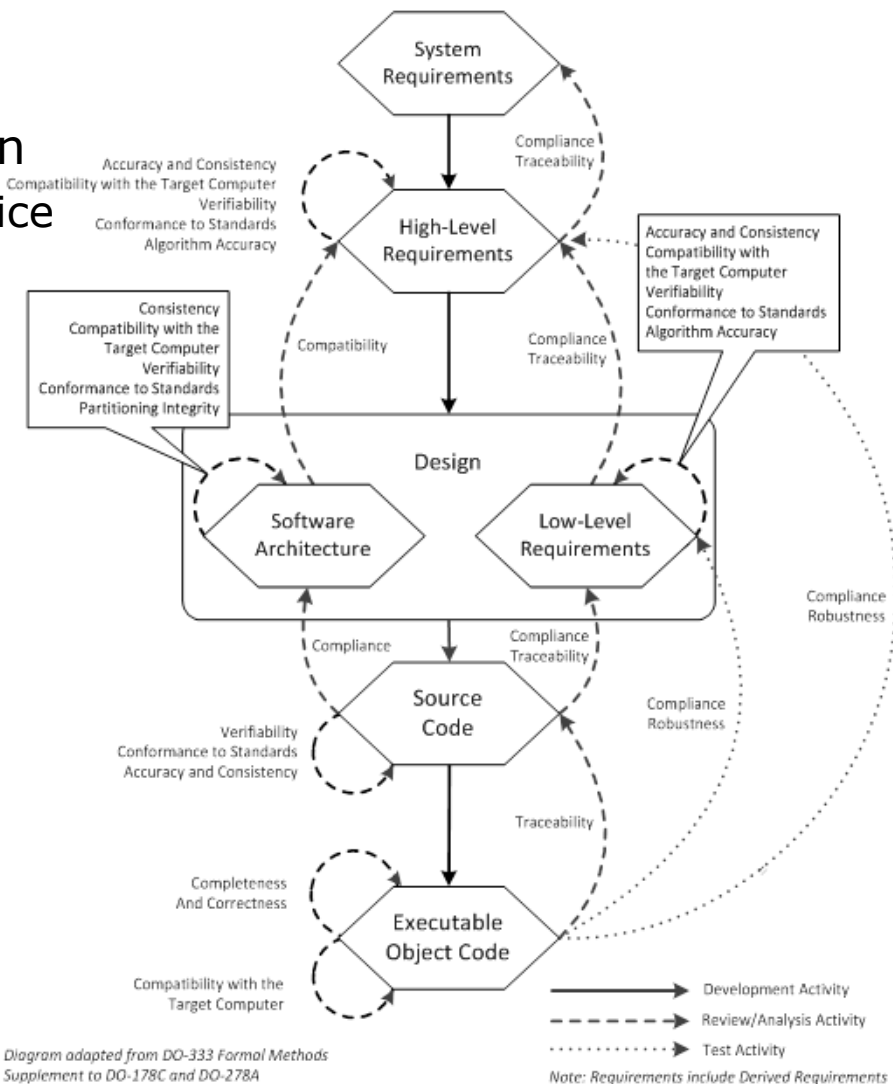 System
Requirements
n
ice
Compliance
Traceability
Accuracy and Consistency
Compatibility with the Target Computer
Verifiability
Conformance to Standards
Algorithm Accuracy
High-Level
Requirements
Accuracy and Consistency
Compatibility with
the Target Computer
Verifiability
Conformance to Standards
Algorithm Accuracy
Consistency
Compatibility with the
Target Computer
Verifiability
Conformance to Standards
Partitioning Integrity
Compatibility
Compliance
Traceability
Design
Software
Architecture
Low-Level
Requirements
Compliance
Robustness
Compliance
Compliance
Traceability
Source
Code
Compliance
Robustness
Verifiability
Conformance to Standards
Accuracy and Consistency
Traceability
Completeness
And Correctness
Executable
Object Code
Compatibility with the
Target Computer
Development Activity
Review/Analysis Activity
Test Activity
Diagram adapted from DO-333 Formal Methods
Supplement to DO-178C and DO-278A
Note: Requirements include Derived Requirements